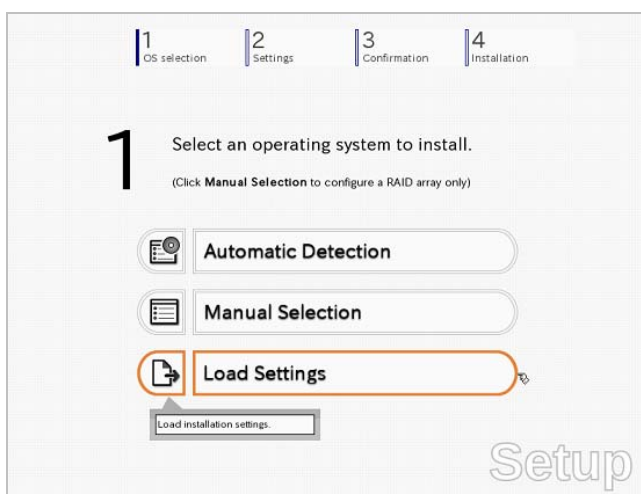 1 2 3 4
OS selection Settings Confirmation Installation
1 Select an operating system to install.
(Click Manual Selection to configure a RAID array only)
Automatic Detection
Manual Selection
Load Settings
Load installation settings.
Setup